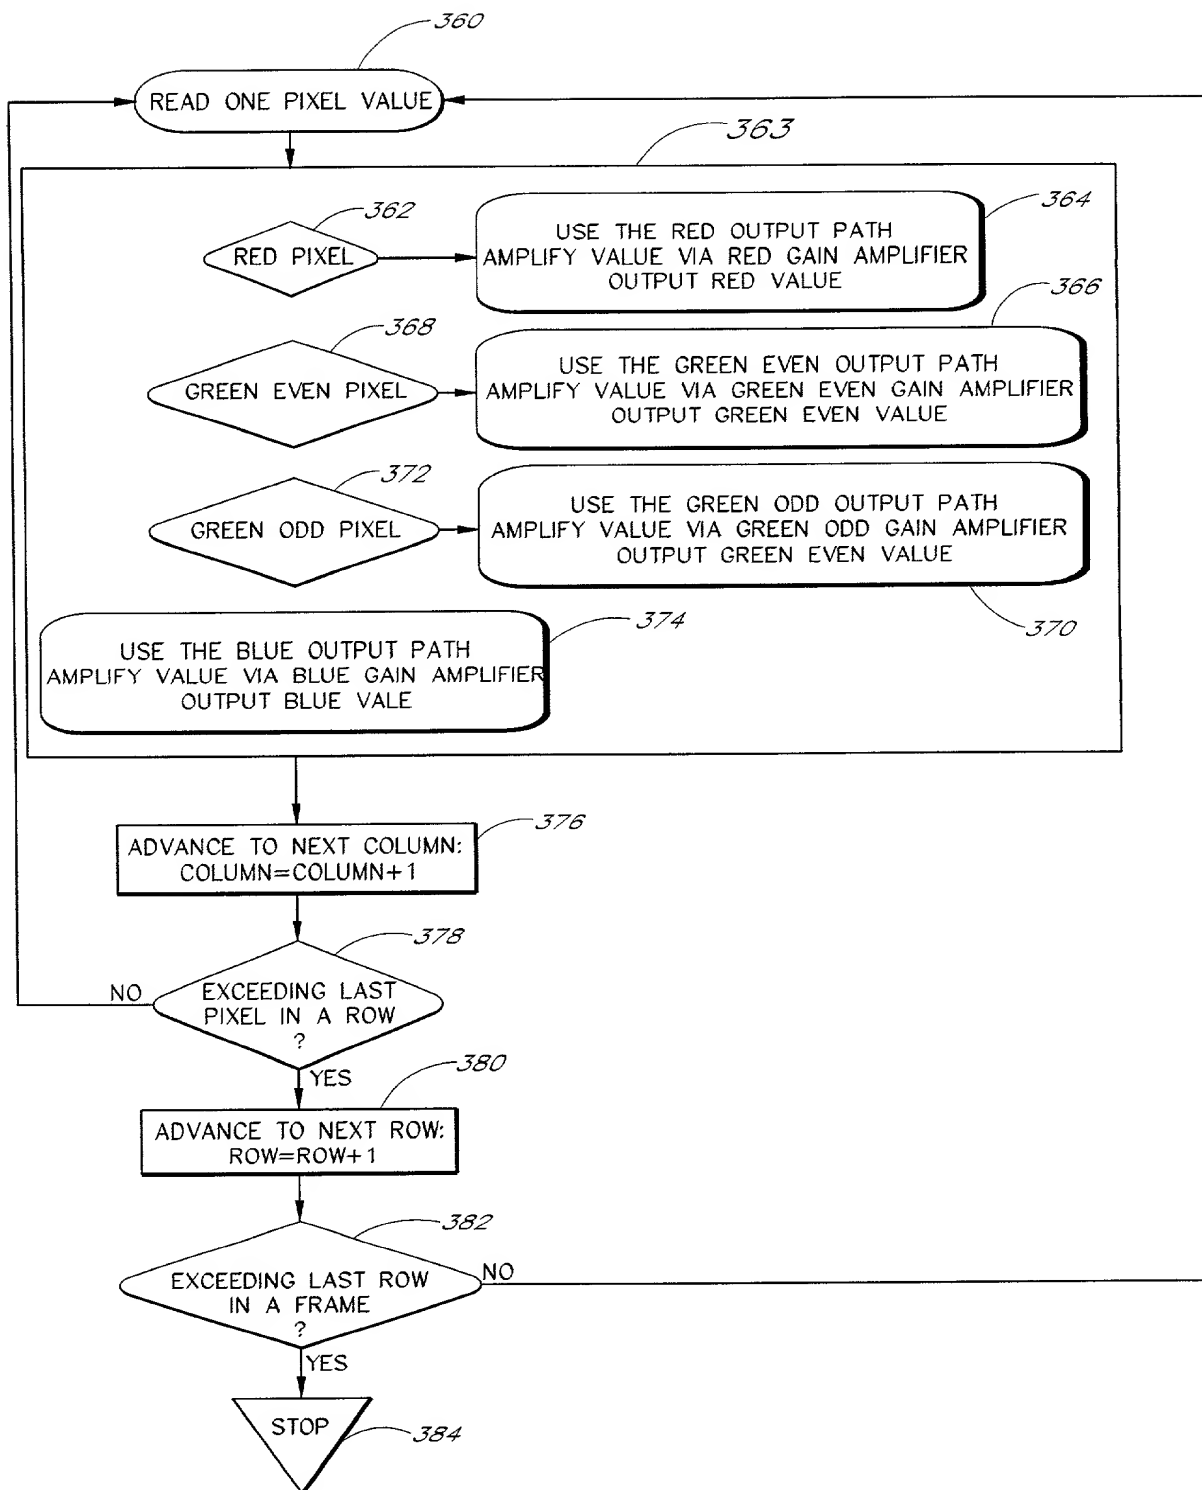 360
READ ONE PIXEL VALUE
363
362
RED PIXEL
364
USE THE RED OUTPUT PATH
AMPLIFY VALUE VIA RED GAIN AMPLIFIER
OUTPUT RED VALUE
366
368
GREEN EVEN PIXEL
USE THE GREEN EVEN OUTPUT PATH
AMPLIFY VALUE VIA GREEN EVEN GAIN AMPLIFIER
OUTPUT GREEN EVEN VALUE
372
GREEN ODD PIXEL
USE THE GREEN ODD OUTPUT PATH
AMPLIFY VALUE VIA GREEN ODD GAIN AMPLIFIER
OUTPUT GREEN EVEN VALUE
370
374
USE THE BLUE OUTPUT PATH
AMPLIFY VALUE VIA BLUE GAIN AMPLIFIER
OUTPUT BLUE VALE
376
ADVANCE TO NEXT COLUMN:
COLUMN=COLUMN+1
378
NO
EXCEEDING LAST
PIXEL IN A ROW
?
YES
380
ADVANCE TO NEXT ROW:
ROW=ROW+1
382
NO
EXCEEDING LAST ROW
IN A FRAME
?
YES
STOP
384